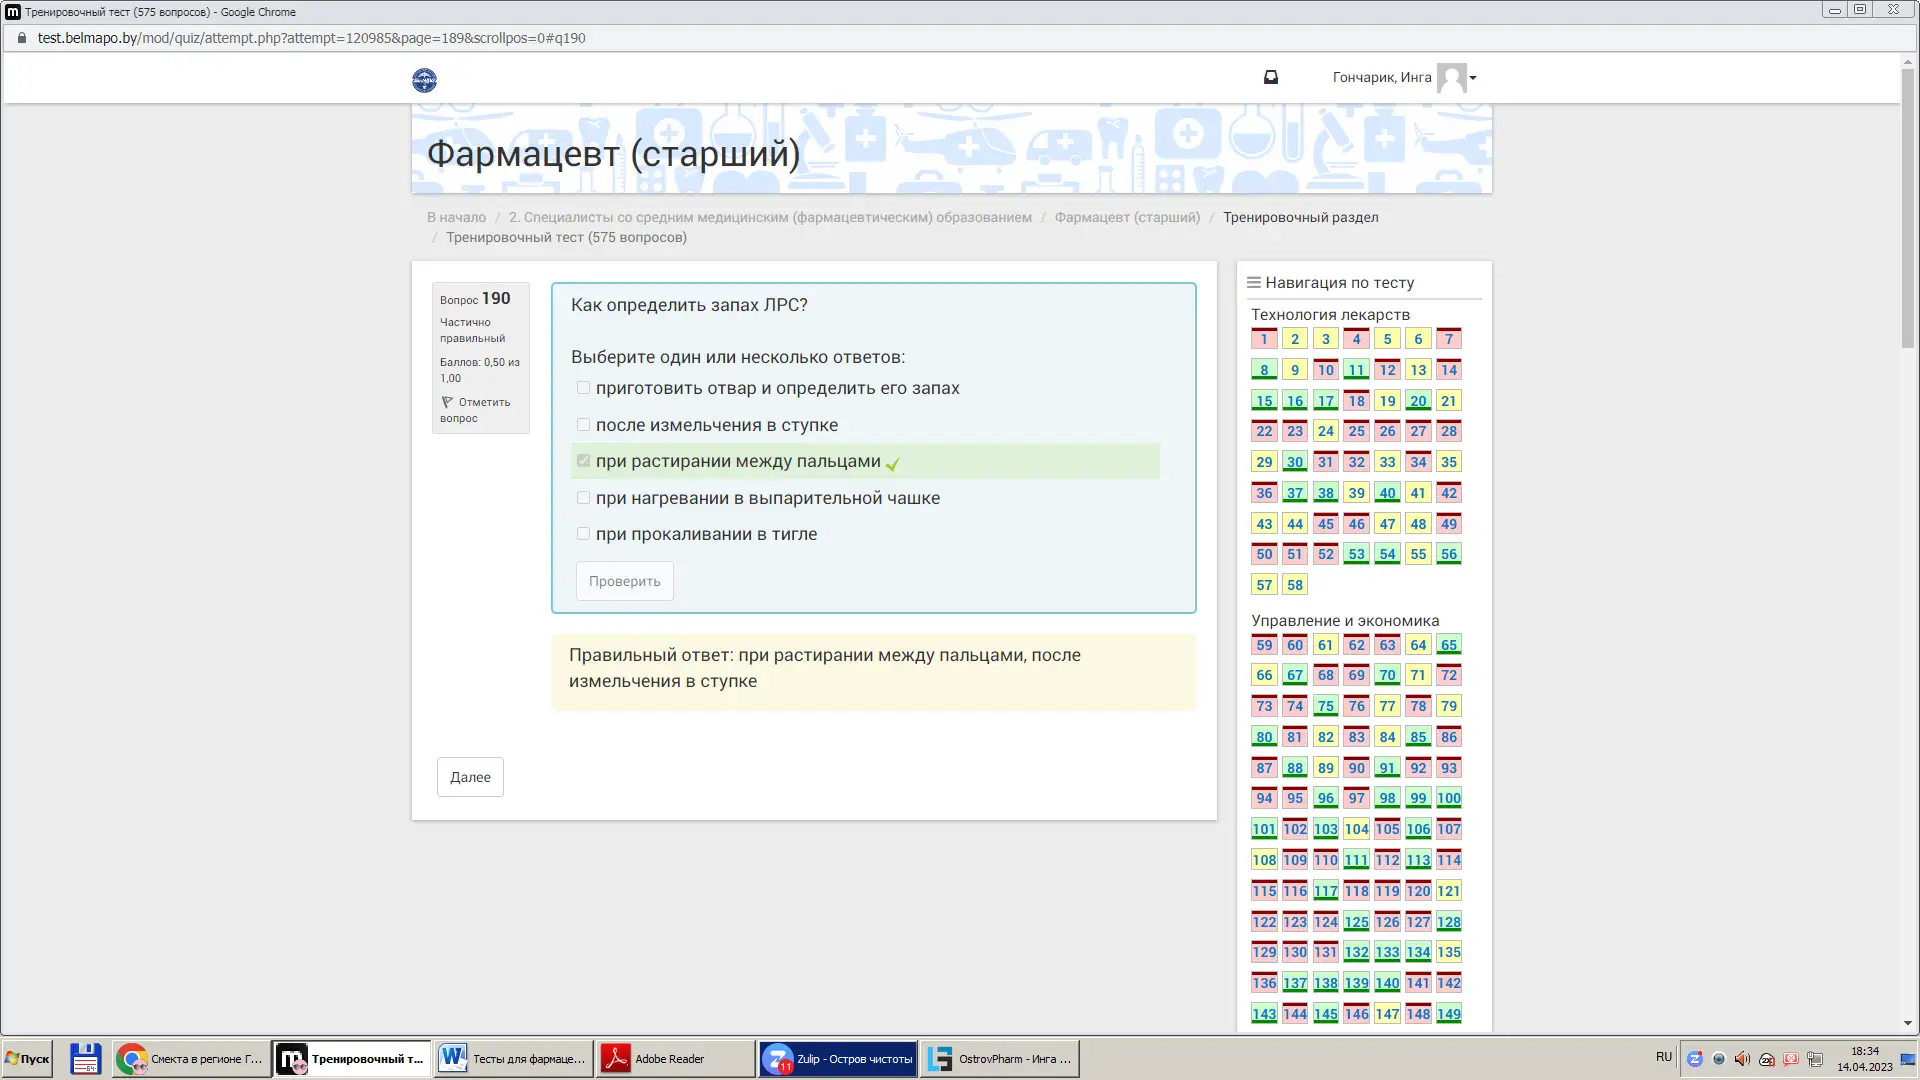 Тренировочный тест (575 вопросов) - Google Chrome
test.belmapo.by/mod/quiz/attempt.php?attempt=120985&page=189&scrollpos=0#q190
Гончарик, Инга
Фармацевт (старший)
В начало / 2. Специалисты со средним медицинским (фармацевтическим) образованием / Фармацевт (старший) / Тренировочный раздел
/ Тренировочный тест (575 вопросов)
Вопрос 190
Частично
правильный
Баллов: 0,50 из
1,00
Отметить
вопрос
Как определить запах ЛРС?
Выберите один или несколько ответов:
приготовить отвар и определить его запах
после измельчения в ступке
при растирании между пальцами
при нагревании в выпарительной чашке
при прокаливании в тигле
Проверить
Правильный ответ: при растирании между пальцами, после
измельчения в ступке
Далее
Навигация по тесту
Технология лекарств
1 2 3 4 5 6 7
8 9 10 11 12 13 14
15 16 17 18 19 20 21
22 23 24 25 26 27 28
29 30 31 32 33 34 35
36 37 38 39 40 41 42
43 44 45 46 47 48 49
50 51 52 53 54 55 56
57 58
Управление и экономика
59 60 61 62 63 64 65
66 67 68 69 70 71 72
73 74 75 76 77 78 79
80 81 82 83 84 85 86
87 88 89 90 91 92 93
94 95 96 97 98 99 100
101 102 103 104 105 106 107
108 109 110 111 112 113 114
115 116 117 118 119 120 121
122 123 124 125 126 127 128
129 130 131 132 133 134 135
136 137 138 139 140 141 142
143 144 145 146 147 148 149
Пуск
Смекта в регионе Г...
Тренировочный т...
Тесты для фармаце...
Adobe Reader
11
Zulip - Остров чистоты
OstrovPharm - Инга ...
RU
18:34
14.04.2023